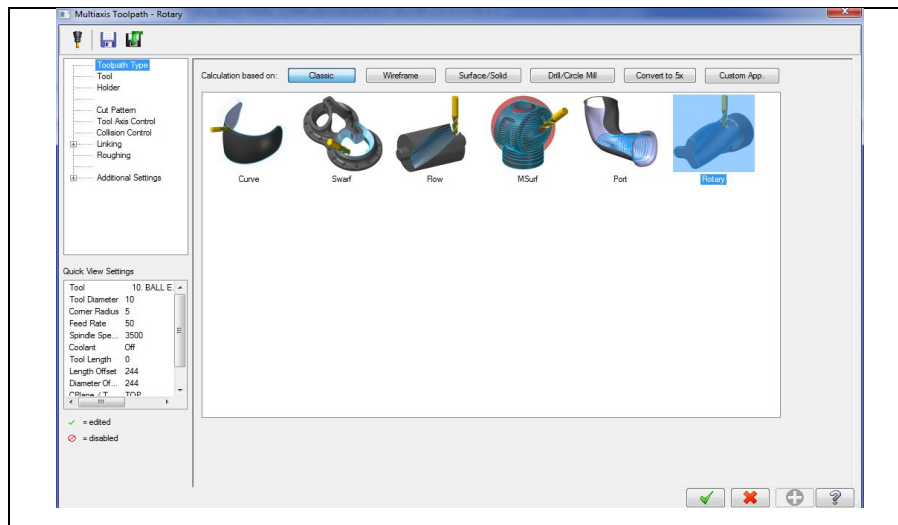 Multiaxis Toolpath - Rotary
Toolpath Type
Tool
Holder
Cut Pattern
Tool Axis Control
Collision Control
Linking
Roughing
Additional Settings
Calculation based on: Classic Wireframe Surface/Solid Drill/Circle Mill Convert to 5x Custom App.
Curve Swarf Flow MSurf Port Rotary
Quick View Settings
Tool 10. BALL E
Tool Diameter 10
Corner Radius 5
Feed Rate 50
Spindle Spe... 3500
Coolant Off
Tool Length 0
Length Offset 244
Diameter Of... 244
CPlane / T... TOP
= edited
= disabled